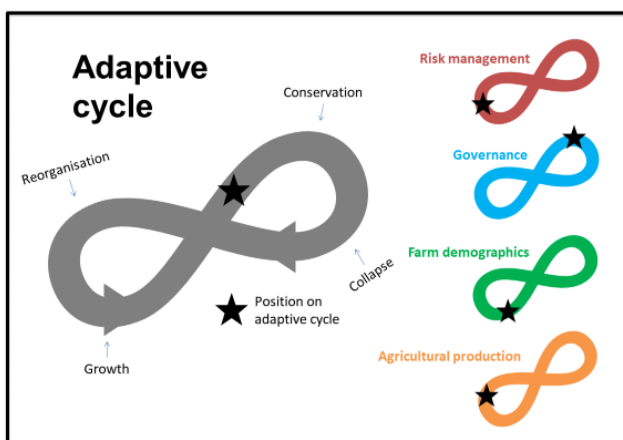 Adaptive
cycle
Conservation
Reorganisation
Collapse
Position on
adaptive cycle
Growth
Risk management
Governance
Farm demographics
Agricultural production